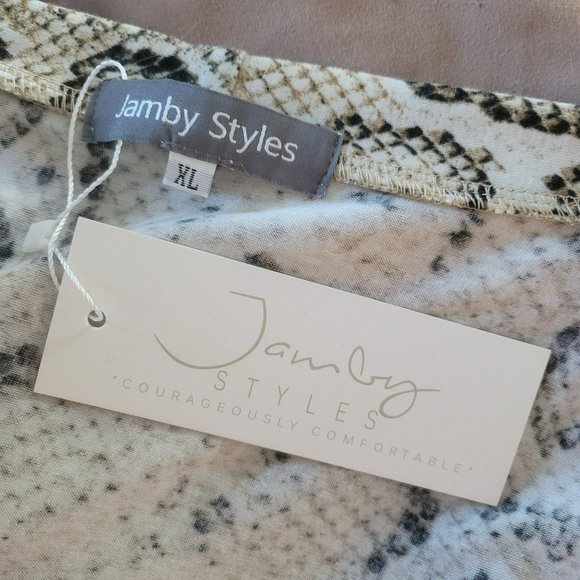 Jamby Styles
XL
Jamby
STYLES
"COURAGEOUSLY COMFORTABLE"